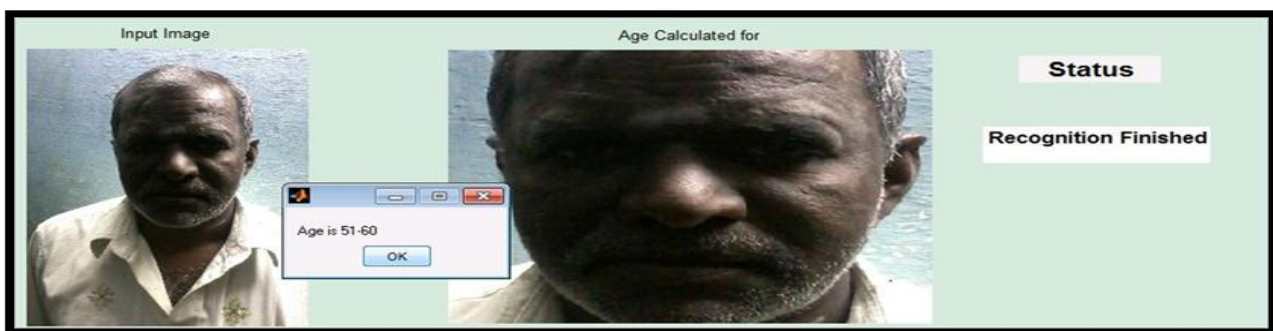 Input Image
Age Calculated for
Status
Recognition Finished
Age is 51-60
OK